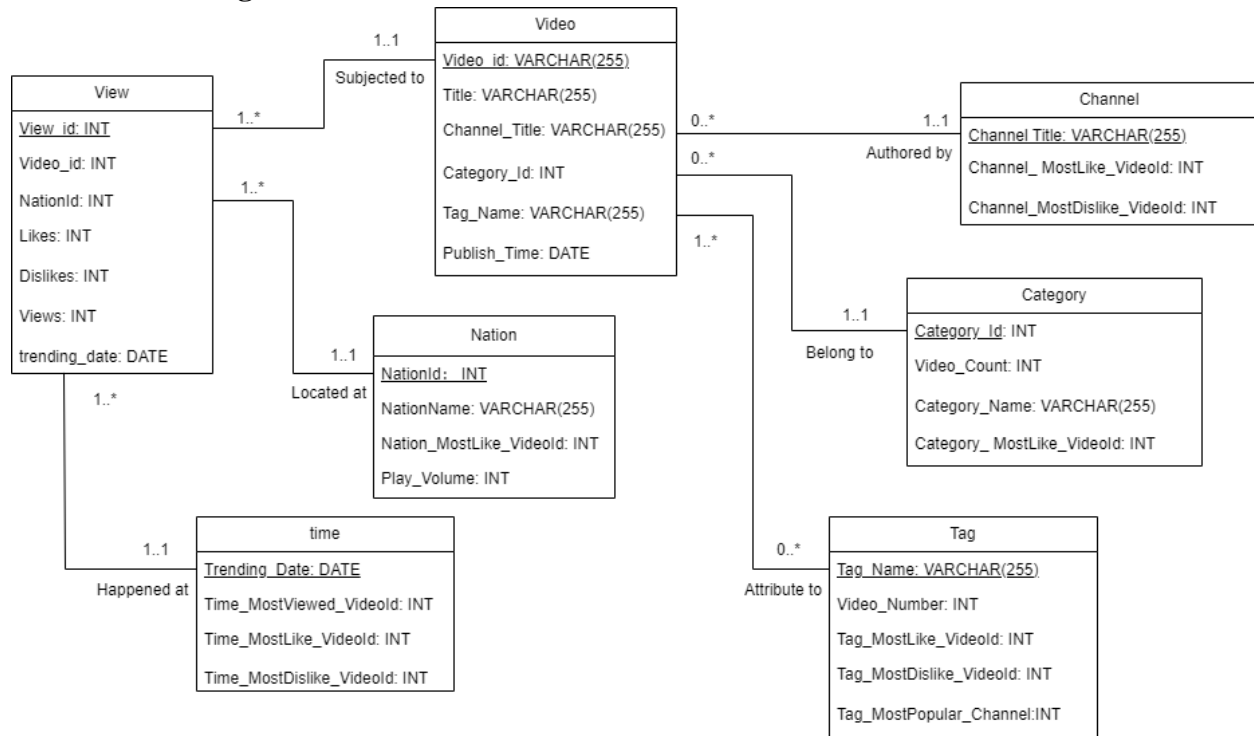 Video
Video_id: VARCHAR(255)
Title: VARCHAR(255)
Channel_Title: VARCHAR(255)
Category_Id: INT
Tag_Name: VARCHAR(255)
Publish_Time: DATE
1..1
Subjected to
1..*
View
View_id: INT
Video_id: INT
NationId: INT
Likes: INT
Dislikes: INT
Views: INT
trending_date: DATE
1..*
1..1
Located at
Nation
NationId： INT
NationName: VARCHAR(255)
Nation_MostLike_VideoId: INT
Play_Volume: INT
1..*
1..1
Happened at
time
Trending_Date: DATE
Time_MostViewed_VideoId: INT
Time_MostLike_VideoId: INT
Time_MostDislike_VideoId: INT
0..*
1..1
Authored by
Channel
Channel Title: VARCHAR(255)
Channel_ MostLike_VideoId: INT
Channel_MostDislike_VideoId: INT
0..*
1..1
Belong to
Category
Category_Id: INT
Video_Count: INT
Category_Name: VARCHAR(255)
Category_ MostLike_VideoId: INT
1..*
0..*
Attribute to
Tag
Tag_Name: VARCHAR(255)
Video_Number: INT
Tag_MostLike_VideoId: INT
Tag_MostDislike_VideoId: INT
Tag_MostPopular_Channel:INT